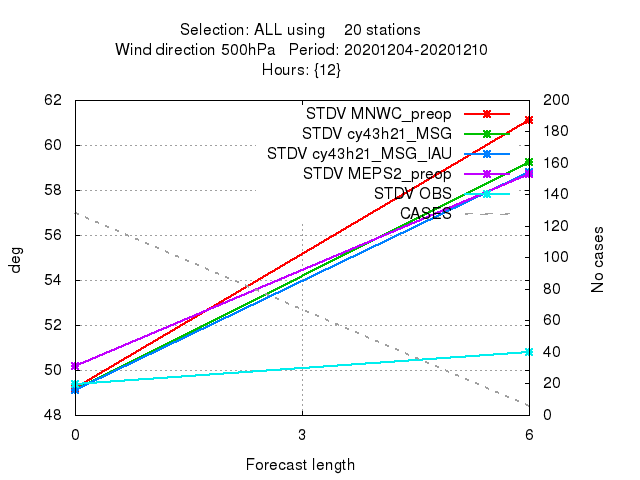 Selection: ALL using 20 stations
Wind direction 500hPa Period: 20201204-20201210
Hours: {12}
62 200
STDV MNWC_preop
180
STDV cy43h21_MSG
60
STDV cy43h21_MSG_IAU
160
STDV MEPS2_preop
58
STDV OBS
140
CASES
56 120
deg
No cases
54 100
80
52 60
50 40
20
48 0
0 3 6
Forecast length